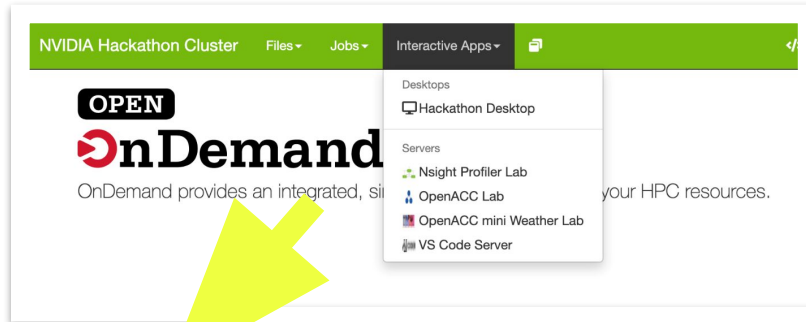 NVIDIA Hackathon Cluster Files Jobs Interactive Apps </
Desktops
OPEN
Hackathon Desktop
OnDemand
Servers
Nsight Profiler Lab
OnDemand provides an integrated, your HPC resources.
OpenACC Lab
OpenACC mini Weather Lab
VS Code Server